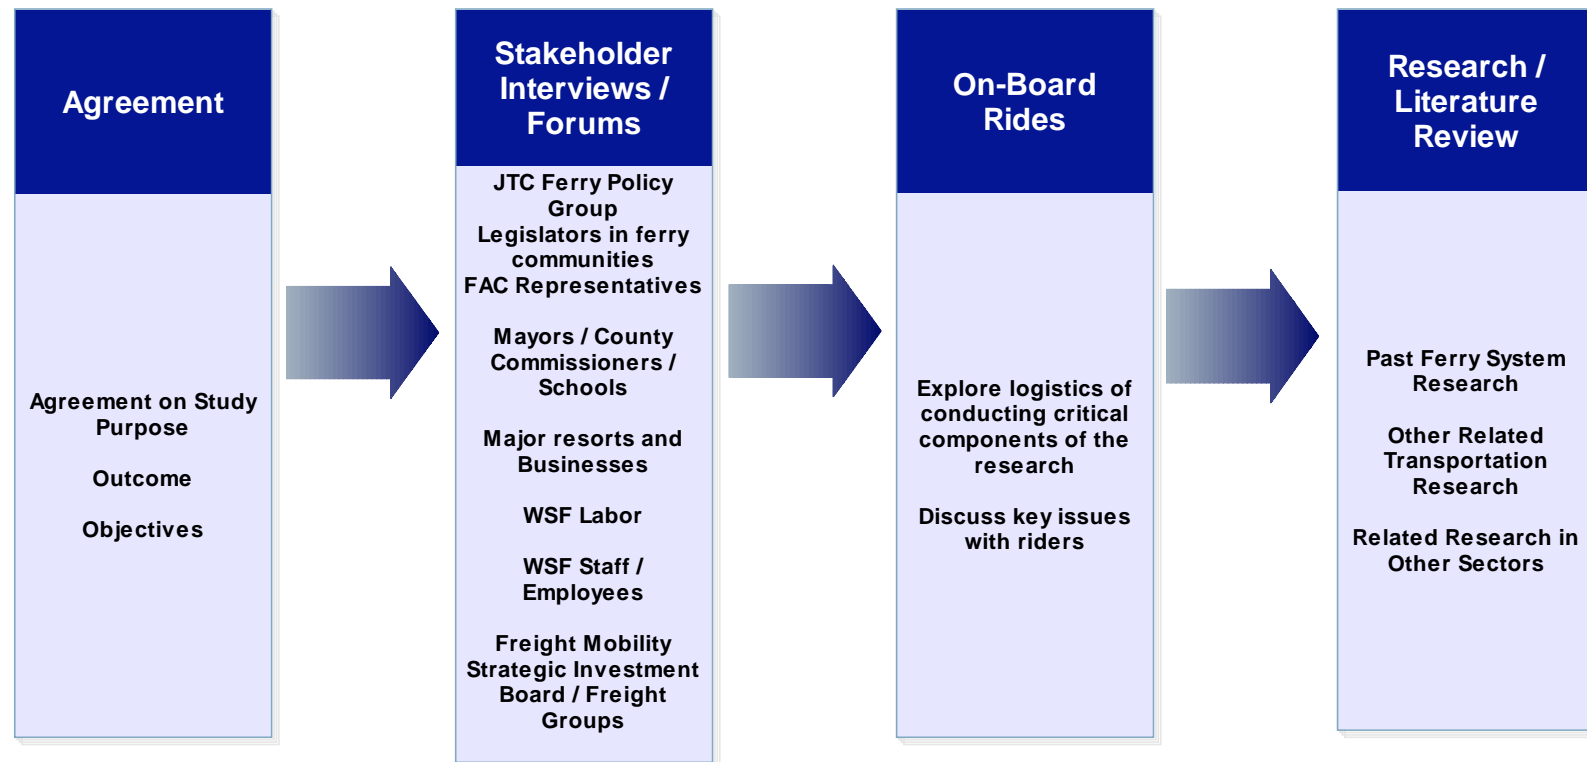 Agreement
Agreement on Study
Purpose
Outcome
Objectives
Stakeholder
Interviews /
Forums
JTC Ferry Policy
Group
Legislators in ferry
communities
FAC Representatives
Mayors / County
Commissioners /
Schools
Major resorts and
Businesses
WSF Labor
WSF Staff /
Employees
Freight Mobility
Strategic Investment
Board / Freight
Groups
On-Board
Rides
Explore logistics of
conducting critical
components of the
research
Discuss key issues
with riders
Research /
Literature
Review
Past Ferry System
Research
Other Related
Transportation
Research
Related Research in
Other Sectors